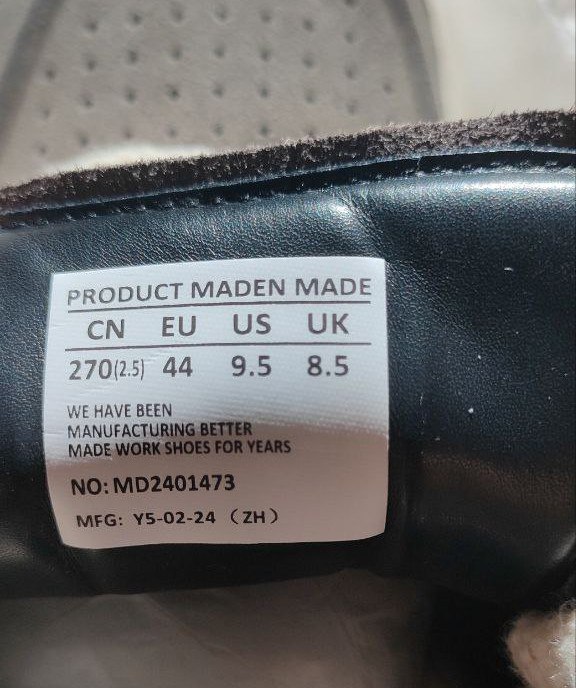 PRODUCT MADEN MADE
CN EU US UK
270(2.5) 44 9.5 8.5
WE HAVE BEEN
MANUFACTURING BETTER
MADE WORK SHOES FOR YEARS
NO: MD2401473
MFG: Y5-02-24 （ZH）